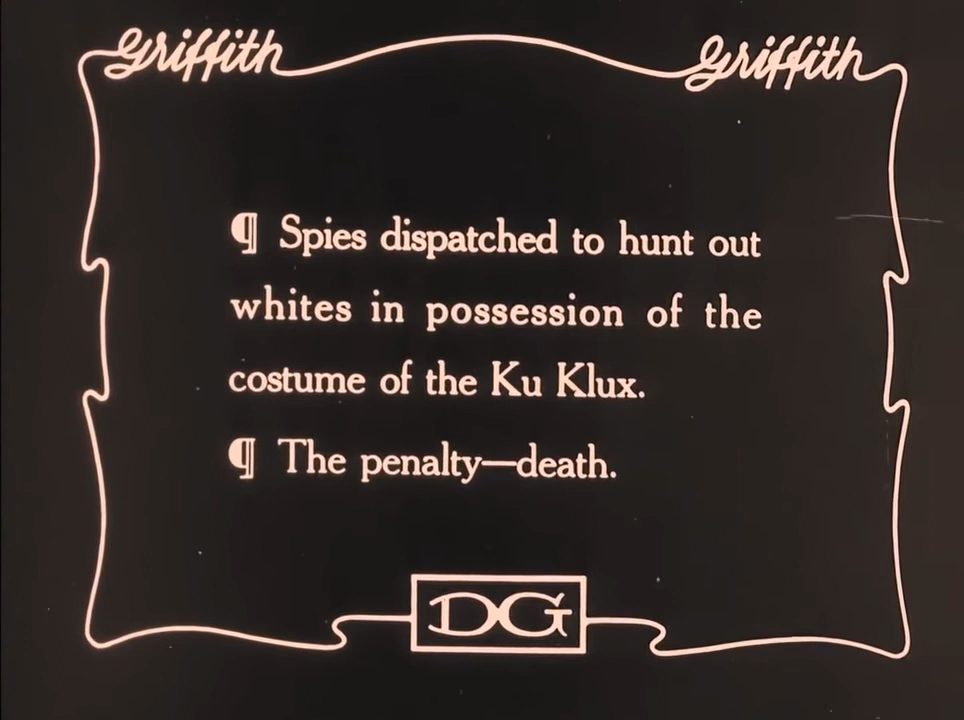 Griffith Griffith
¶ Spies dispatched to hunt out
whites in possession of the
costume of the Ku Klux.
¶ The penalty—death.
DG